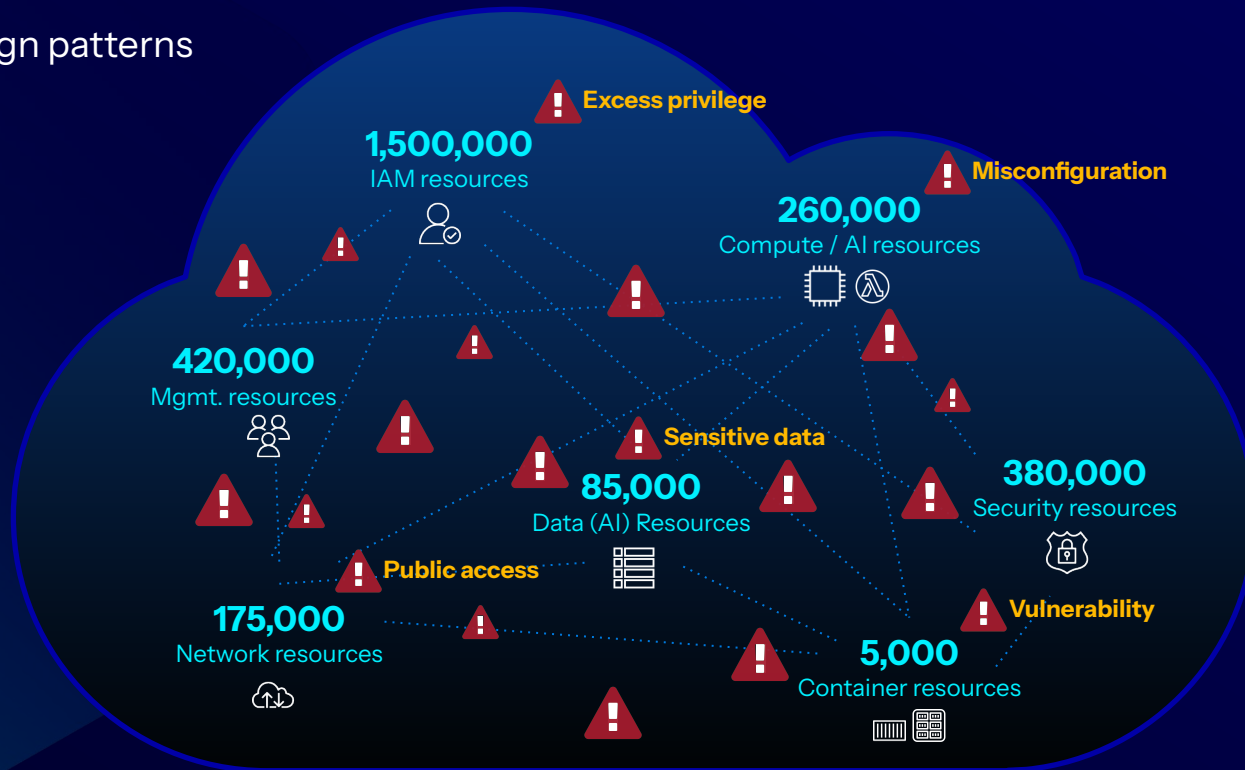 gn patterns
Excess privilege
1,500,000
IAM resources
Misconfiguration
260,000
Compute / AI resources
420,000
Mgmt. resources
Sensitive data
85,000
Data (AI) Resources
380,000
Security resources
Public access
175,000
Network resources
Vulnerability
5,000
Container resources